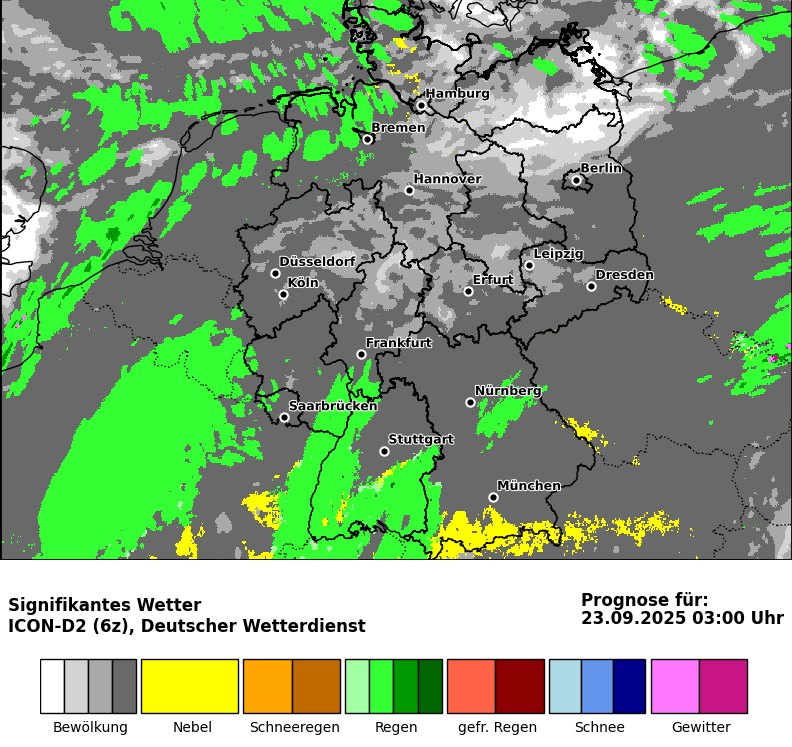 Hamburg
Bremen
Hannover
Berlin
Düsseldorf
Köln
Leipzig
Erfurt
Dresden
Frankfurt
Nürnberg
Saarbrücken
Stuttgart
München
Signifikantes Wetter
ICON-D2 (6z), Deutscher Wetterdienst
Prognose für:
23.09.2025 03:00 Uhr
Bewölkung
Nebel
Schneeregen
Regen
gefr. Regen
Schnee
Gewitter